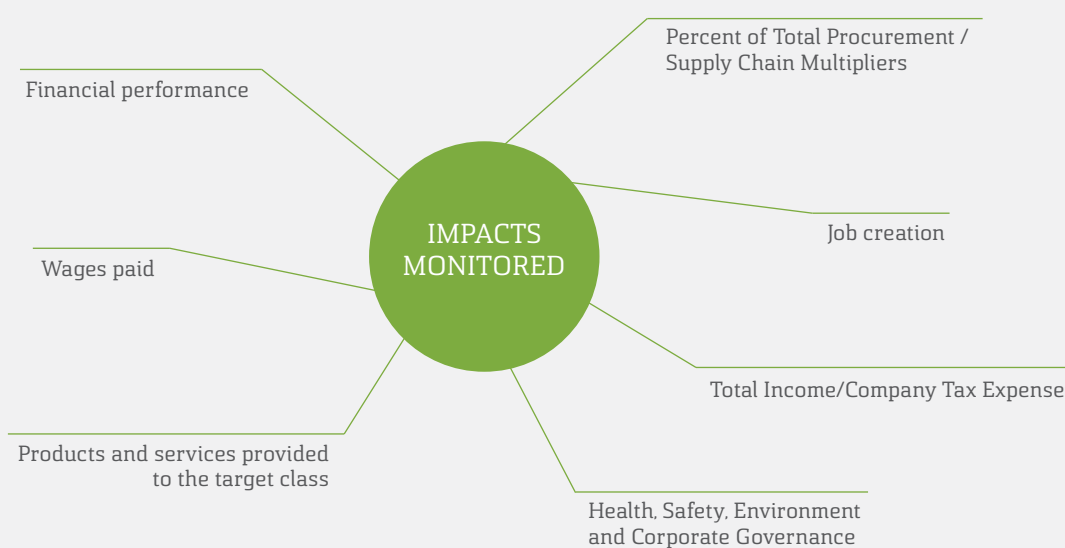 Percent of Total Procurement /
Supply Chain Multipliers
Financial performance
IMPACTS
MONITORED
Job creation
Wages paid
Total Income/Company Tax Expense
Products and services provided
to the target class
Health, Safety, Environment
and Corporate Governance